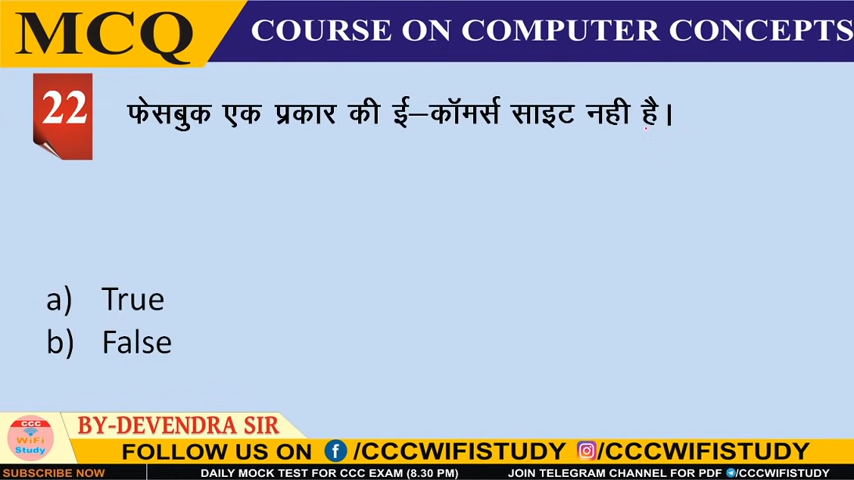 MCQ
COURSE ON COMPUTER CONCEPTS
22
फेसबुक एक प्रकार की ई–कॉमर्स साइट नही है।
a) True
b) False
CCC
WiFi
Study
BY-DEVENDRA SIR
FOLLOW US ON f /CCCWIFISTUDY /CCCWIFISTUDY
SUBSCRIBE NOW DAILY MOCK TEST FOR CCC EXAM (8.30 PM) JOIN TELEGRAM CHANNEL FOR PDF /CCCWIFISTUDY